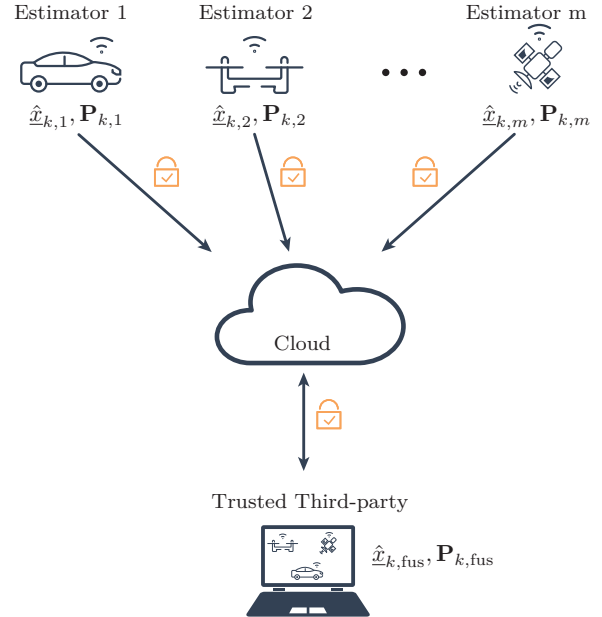 Estimator 1 Estimator 2 Estimator m
x̂_{k,1}, P_{k,1} x̂_{k,2}, P_{k,2} x̂_{k,m}, P_{k,m}
Cloud
Trusted Third-party
x̂_{k,fus}, P_{k,fus}